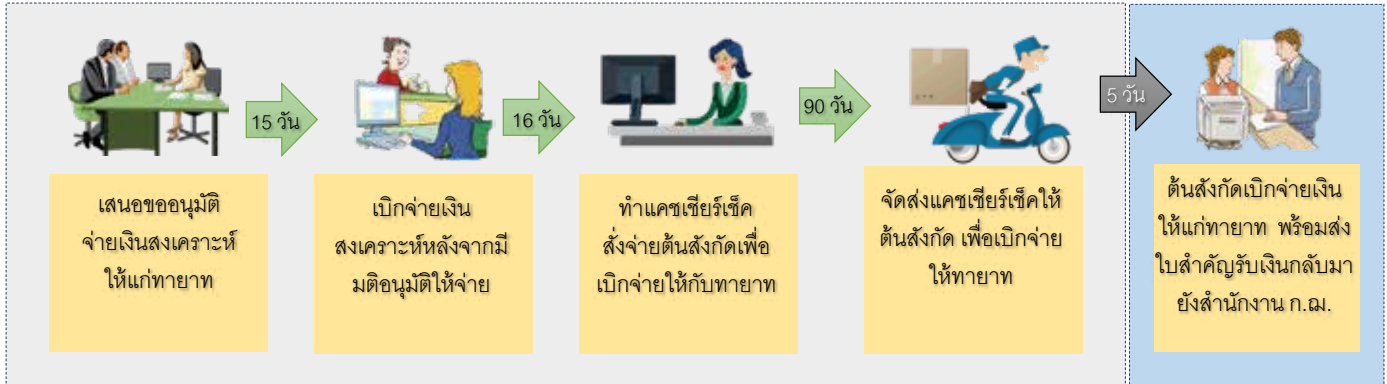 เสนอขออนุมัติ
จ่ายเงินสงเคราะห์
ให้แก่ทายาท
15 วัน
เบิกจ่ายเงิน
สงเคราะห์หลังจากมี
มติอนุมัติให้จ่าย
16 วัน
ทำแคชเชียร์เช็ค
สั่งจ่ายต้นสังกัดเพื่อ
เบิกจ่ายให้กับทายาท
90 วัน
จัดส่งแคชเชียร์เช็คให้
ต้นสังกัด เพื่อเบิกจ่าย
ให้ทายาท
5 วัน
ต้นสังกัดเบิกจ่ายเงิน
ให้แก่ทายาท พร้อมส่ง
ใบสำคัญรับเงินกลับมา
ยังสำนักงาน ก.ฌ.